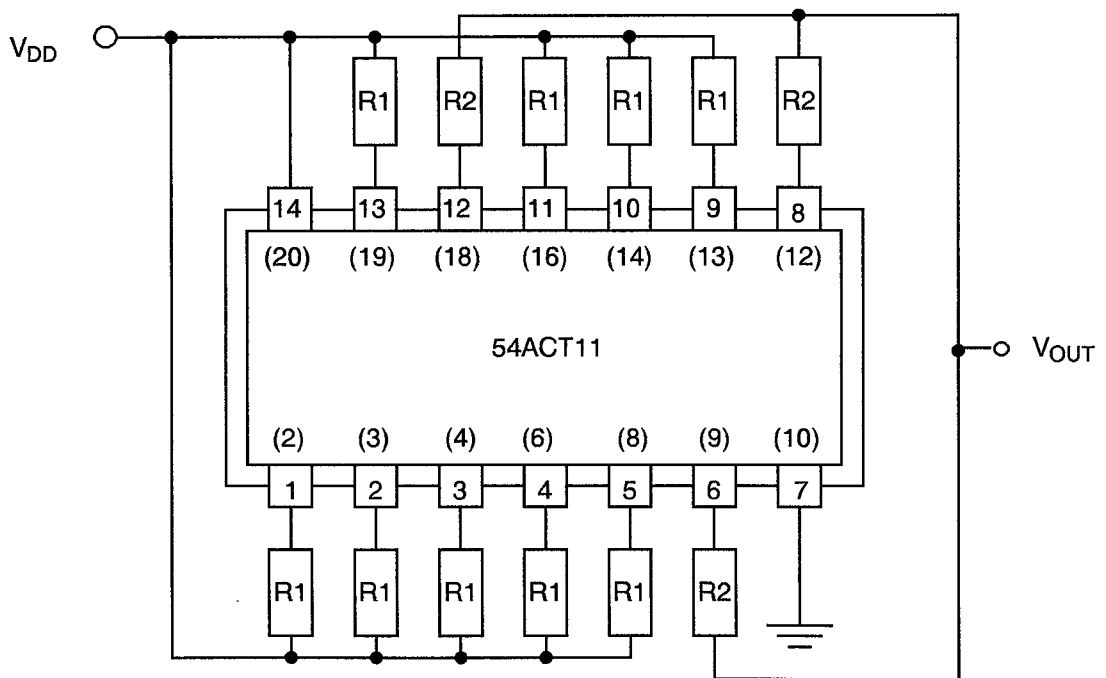 V_DD
R1 R2 R1 R1 R1 R2
14 13 12 11 10 9 8
(20) (19) (18) (16) (14) (13) (12)
54ACT11
V_OUT
(2) (3) (4) (6) (8) (9) (10)
1 2 3 4 5 6 7
R1 R1 R1 R1 R1 R2